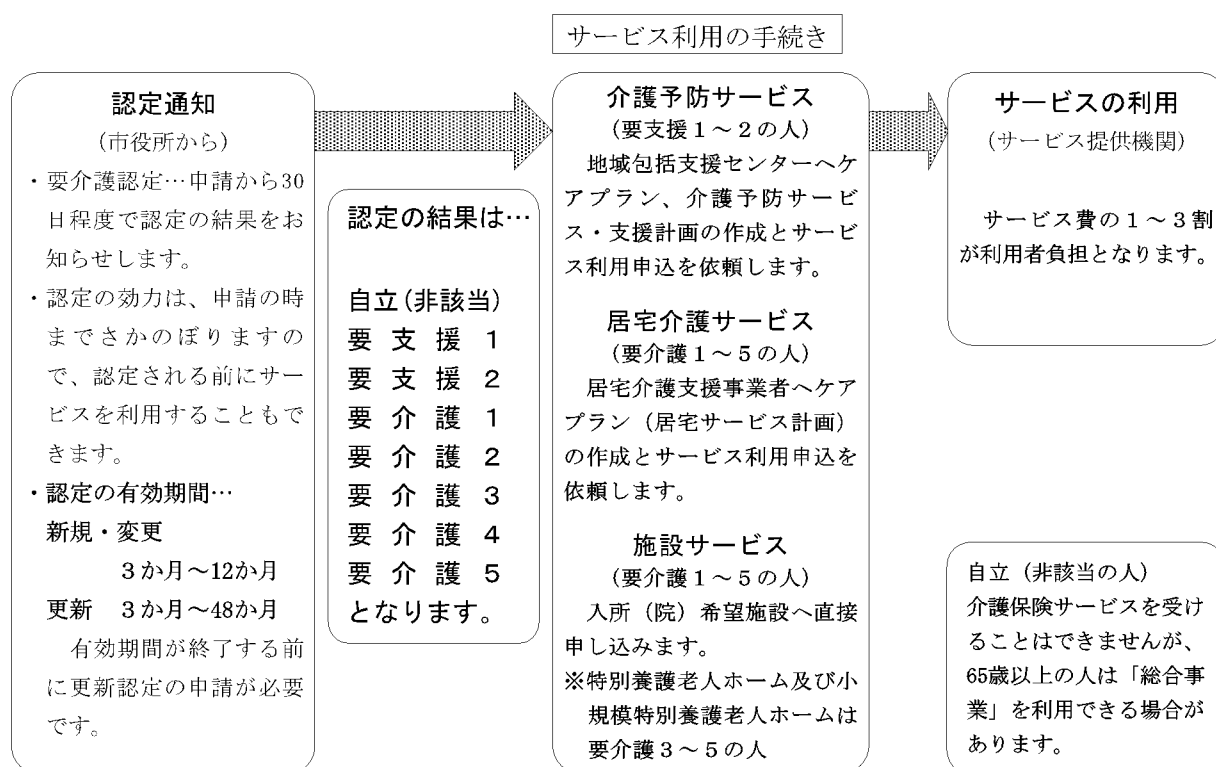 サービス利用の手続き
認定通知
(市役所から)
・要介護認定…申請から30
日程度で認定の結果をお
知らせします。
・認定の効力は、申請の時
までさかのぼりますの
で、認定される前にサー
ビスを利用することもで
きます。
・認定の有効期間…
新規・変更
3か月～12か月
更新 3か月～48か月
有効期間が終了する前
に更新認定の申請が必要
です。
認定の結果は…
自立(非該当)
要支援1
要支援2
要介護1
要介護2
要介護3
要介護4
要介護5
となります。
介護予防サービス
(要支援1～2の人)
地域包括支援センターへケ
アプラン、介護予防サービ
ス・支援計画の作成とサービ
ス利用申込を依頼します。
居宅介護サービス
(要介護1～5の人)
居宅介護支援事業者へケア
プラン(居宅サービス計画)
の作成とサービス利用申込を
依頼します。
施設サービス
(要介護1～5の人)
入所(院)希望施設へ直接
申し込みます。
※特別養護老人ホーム及び小
規模特別養護老人ホームは
要介護3～5の人
サービスの利用
(サービス提供機関)
サービス費の1～3割
が利用者負担となります。
自立(非該当の人)
介護保険サービスを受け
ることはできませんが、
65歳以上の人は「総合事
業」を利用できる場合が
あります。